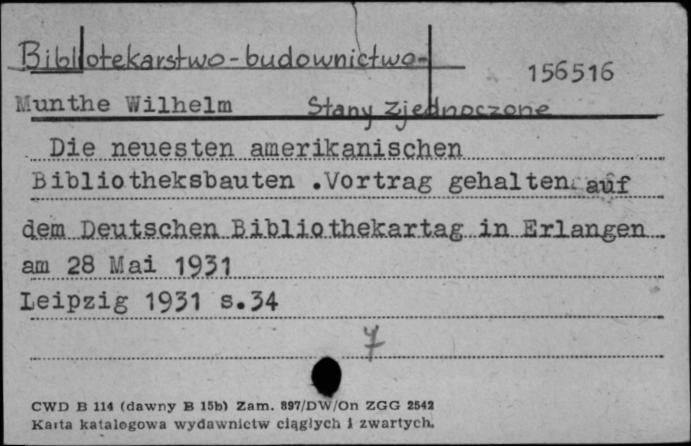 Bibliotekarstwo-budownictwo-
156516
Munthe Wilhelm Stany Zjednoczone
Die neuesten amerikanischen
Bibliotheksbauten .Vortrag gehalten auf
dem Deutschen Bibliothekartag in Erlangen
am 28 Mai 1931
Leipzig 1931 s.34
7
CWD B 114 (dawny B 15b) Zam. 897/DW/On ZGG 2542
Karta katalogowa wydawnictw ciągłych i zwartych.